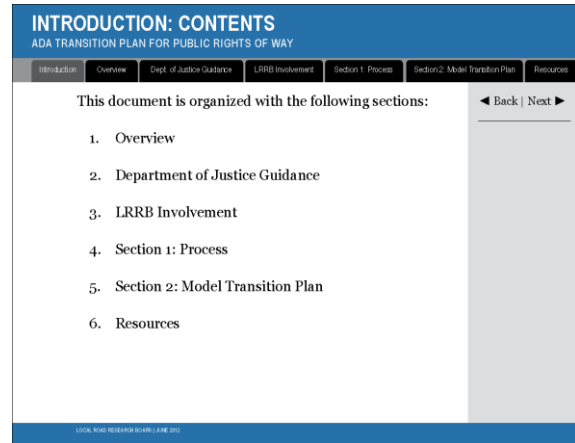 INTRODUCTION: CONTENTS
ADA TRANSITION PLAN FOR PUBLIC RIGHTS OF WAY
Introduction Overview Dept. of Justice Guidance LRRB Involvement Section 1: Process Section 2: Model Transition Plan Resources
This document is organized with the following sections:
◄ Back | Next ►
1. Overview
2. Department of Justice Guidance
3. LRRB Involvement
4. Section 1: Process
5. Section 2: Model Transition Plan
6. Resources
LOCAL ROAD RESEARCH BOARD | JUNE 2012